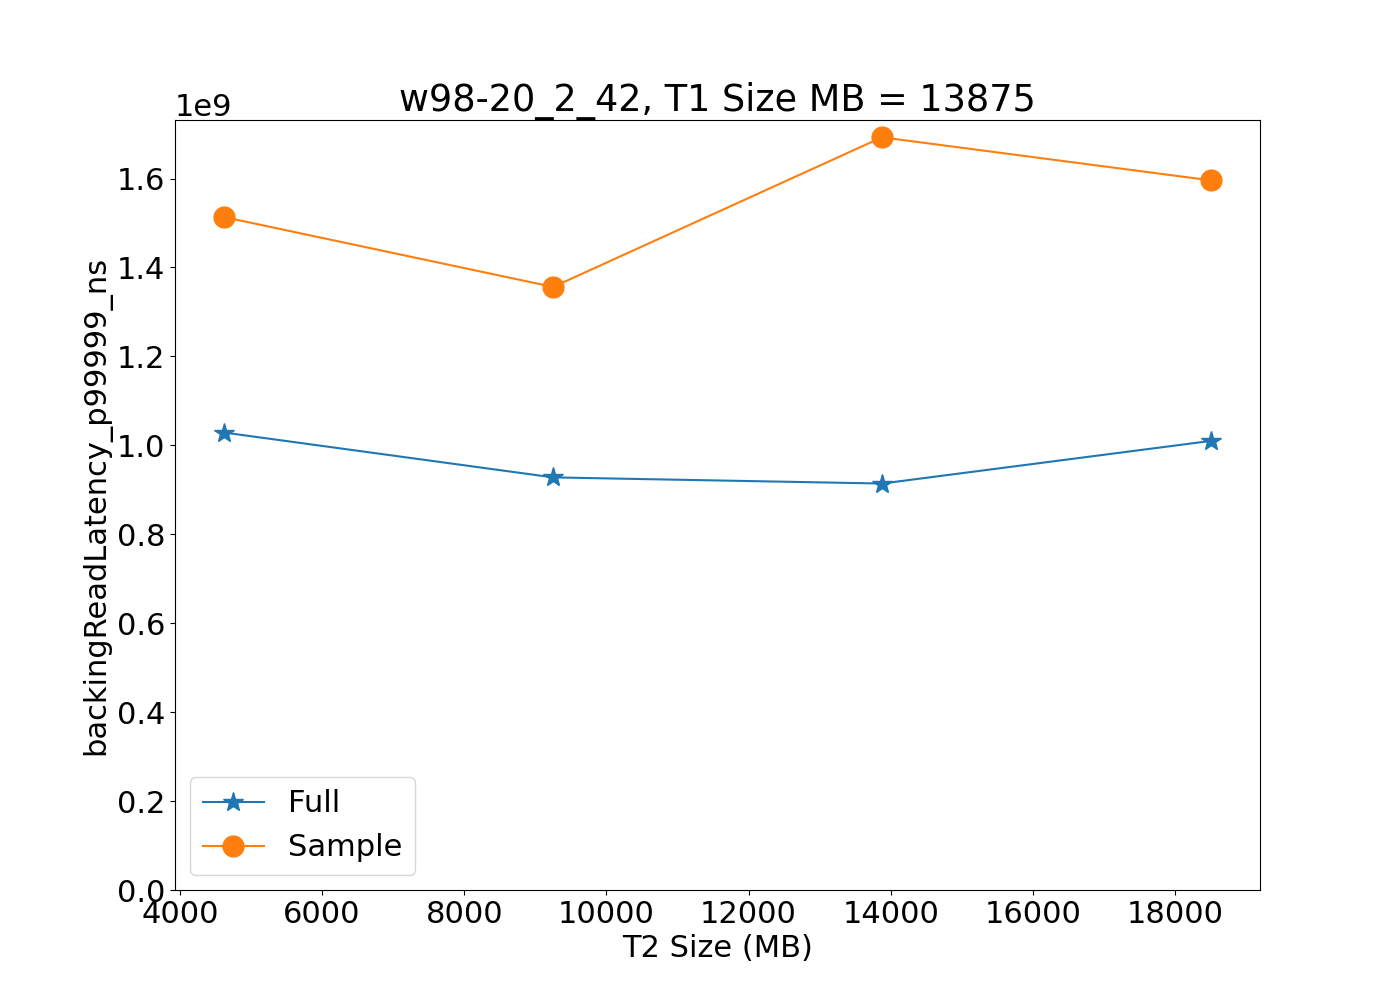 w98-20_2_42, T1 Size MB = 13875
1e9
1.6
1.4
1.2
1.0
0.8
0.6
0.4
0.2
0.0
backingReadLatency_p99999_ns
Full
Sample
4000 6000 8000 10000 12000 14000 16000 18000
T2 Size (MB)